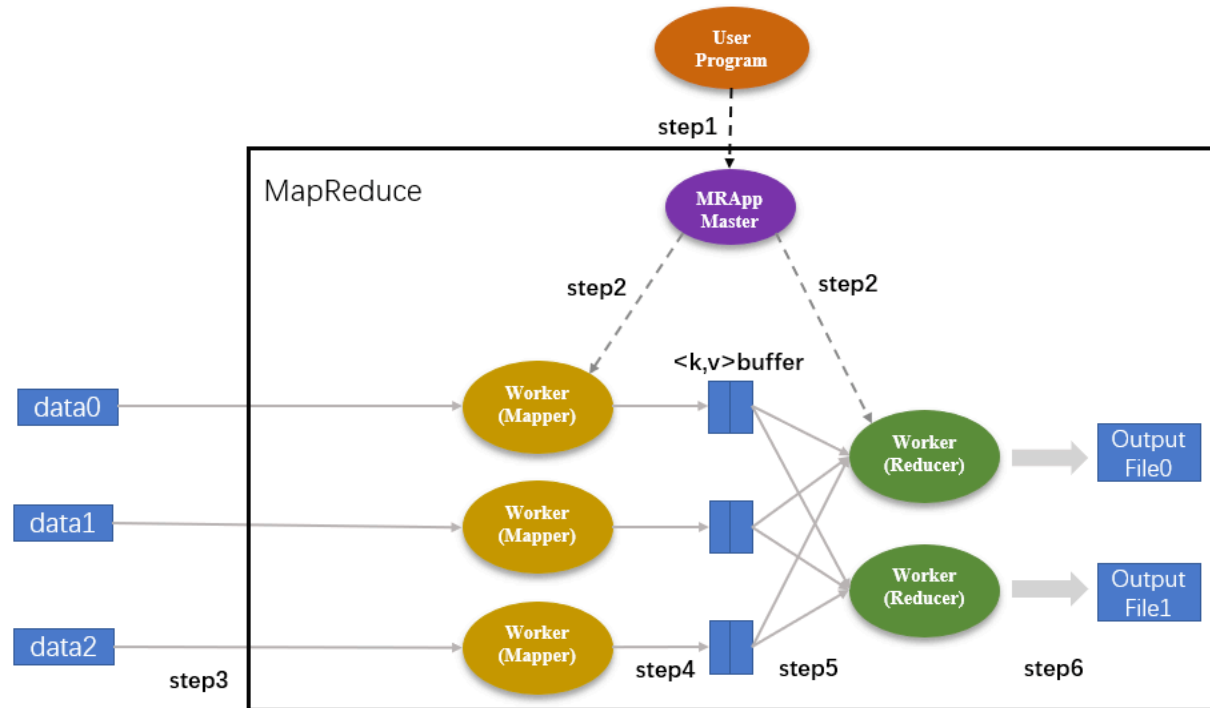 User
Program
step1
MapReduce
MRApp
Master
step2
step2
<k,v>buffer
data0
Worker
(Mapper)
Worker
(Reducer)
Output
File0
data1
Worker
(Mapper)
Worker
(Reducer)
Output
File1
data2
Worker
(Mapper)
step3
step4
step5
step6